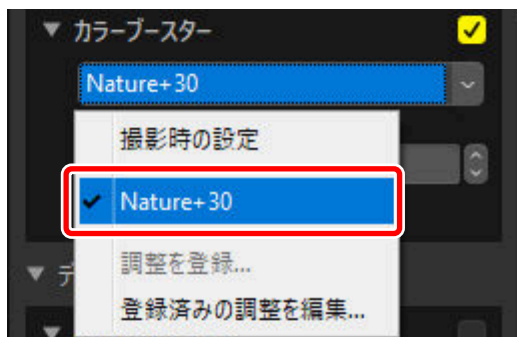 カラーブースター
Nature+30
撮影時の設定
Nature+30
デ
調整を登録...
登録済みの調整を編集...